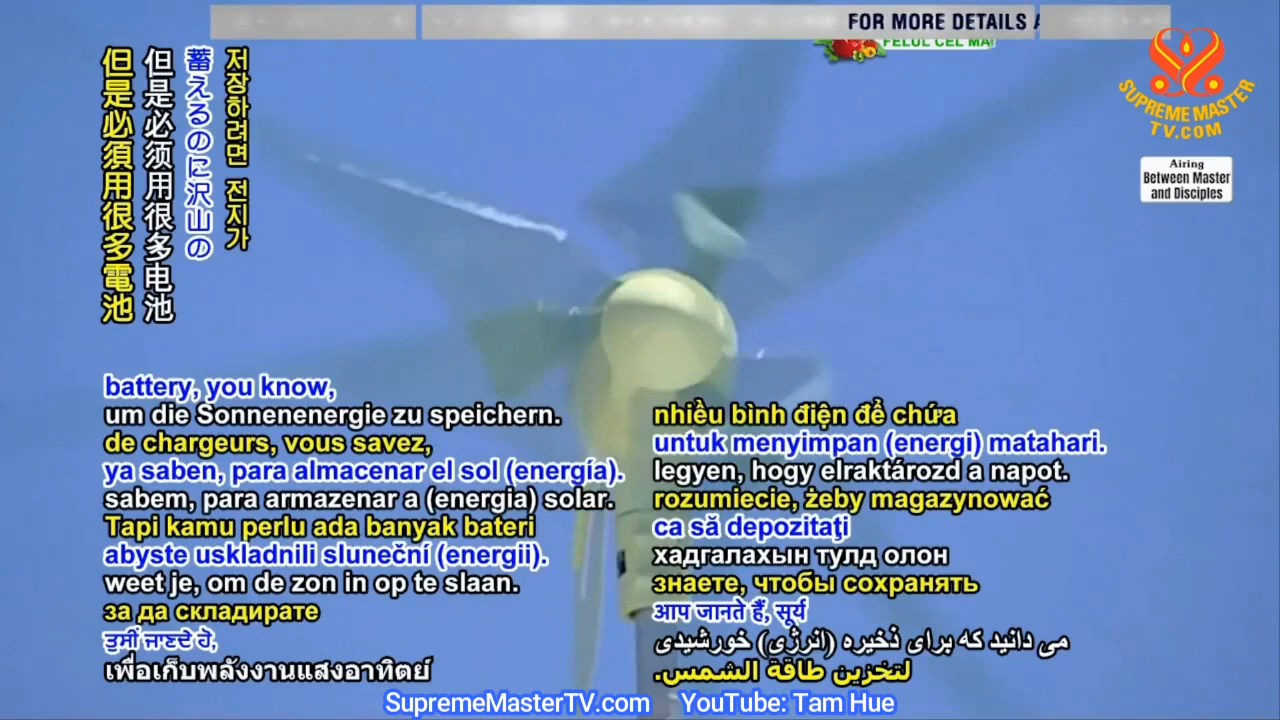 FOR MORE DETAILS
FELUL CEL MAI
SUPREME MASTER
TV.COM
Airing
Between Master
and Disciples
저장하려면 전지가
蓄えるのに沢山の
但是必须用很多电池
但是必須用很多電池
battery, you know,
um die Sonnenenergie zu speichern.
de chargeurs, vous savez,
ya saben, para almacenar el sol (energía).
sabem, para armazenar a (energia) solar.
Tapi kamu perlu ada banyak bateri
abyste uskladnili sluneční (energii).
weet je, om de zon in op te slaan.
за да складирате
ਤੁਸੀਂ ਜਾਣਦੇ ਹੋ,
เพื่อเก็บพลังงานแสงอาทิตย์
nhiều bình điện để chứa
untuk menyimpan (energi) matahari.
legyen, hogy elraktározd a napot.
rozumiecie, żeby magazynować
ca să depozitaţi
хадгалахын тулд олон
знаете, чтобы сохранять
आप जानते हैं, सूर्य
می دانید که برای ذخیره (انرژی) خورشیدی
لتخزين طاقة الشمس.
SupremeMasterTV.com YouTube: Tam Hue